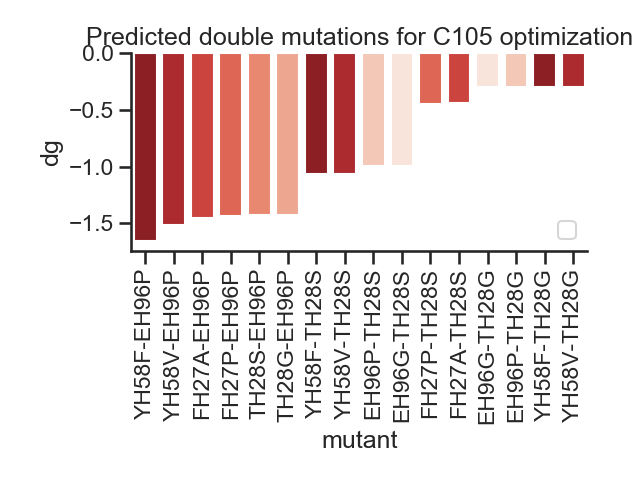 Predicted double mutations for C105 optimization
dg
0.0
−0.5
−1.0
−1.5
YH58F-EH96P
YH58V-EH96P
FH27A-EH96P
FH27P-EH96P
TH28S-EH96P
TH28G-EH96P
YH58F-TH28S
YH58V-TH28S
EH96P-TH28S
EH96G-TH28S
FH27P-TH28S
FH27A-TH28S
EH96G-TH28G
EH96P-TH28G
YH58F-TH28G
YH58V-TH28G
mutant